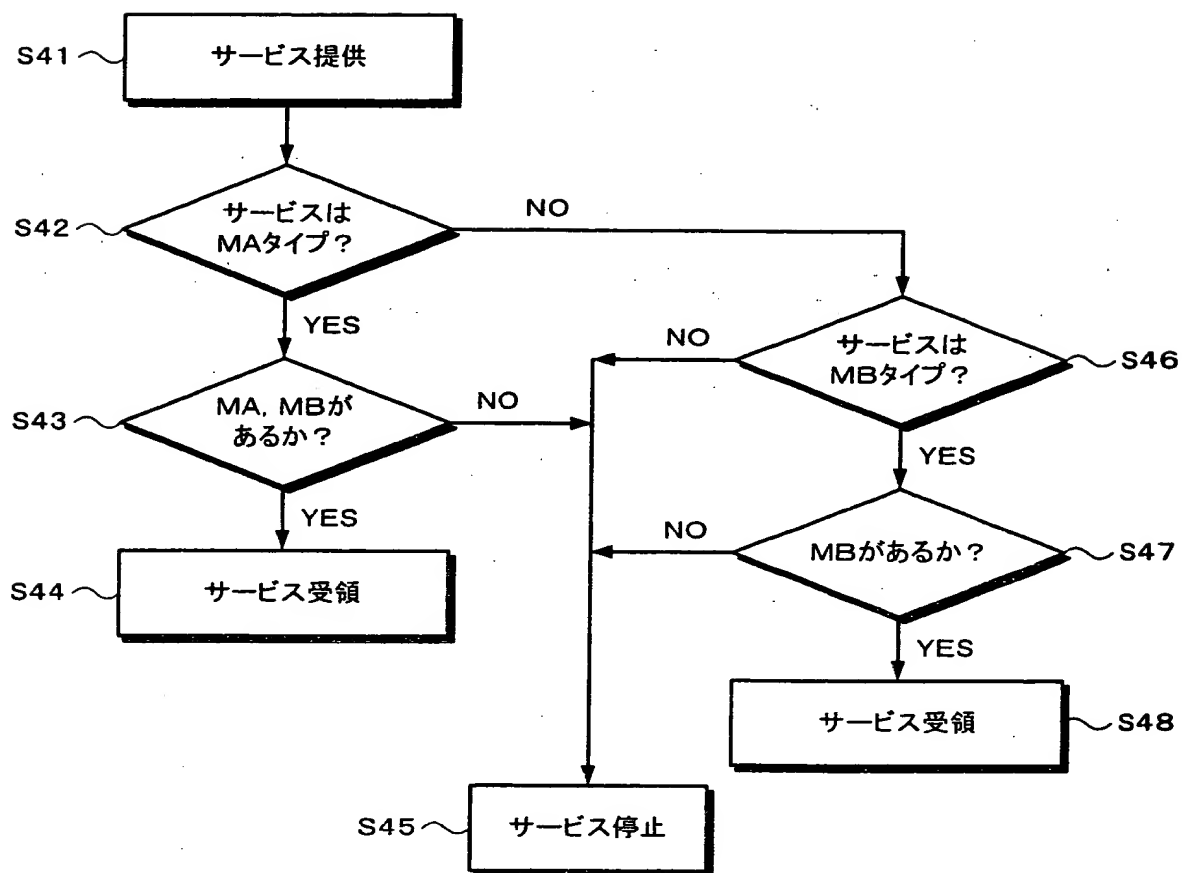 S41
サービス提供
S42
サービスは
MAタイプ？
NO
YES
S46
サービスは
MBタイプ？
NO
YES
S43
MA, MBが
あるか？
NO
YES
S47
MBがあるか？
NO
YES
S44
サービス受領
S48
サービス受領
S45
サービス停止